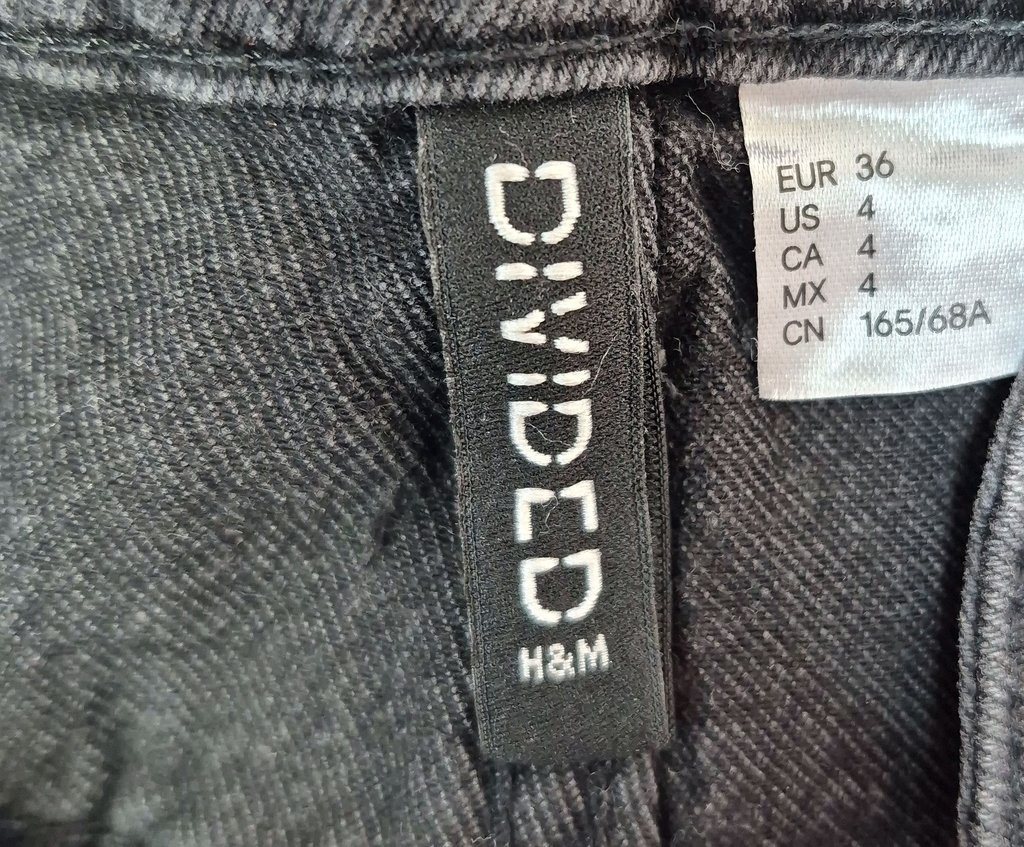 DIVIDED
H&M
EUR 36
US 4
CA 4
MX 4
CN 165/68A